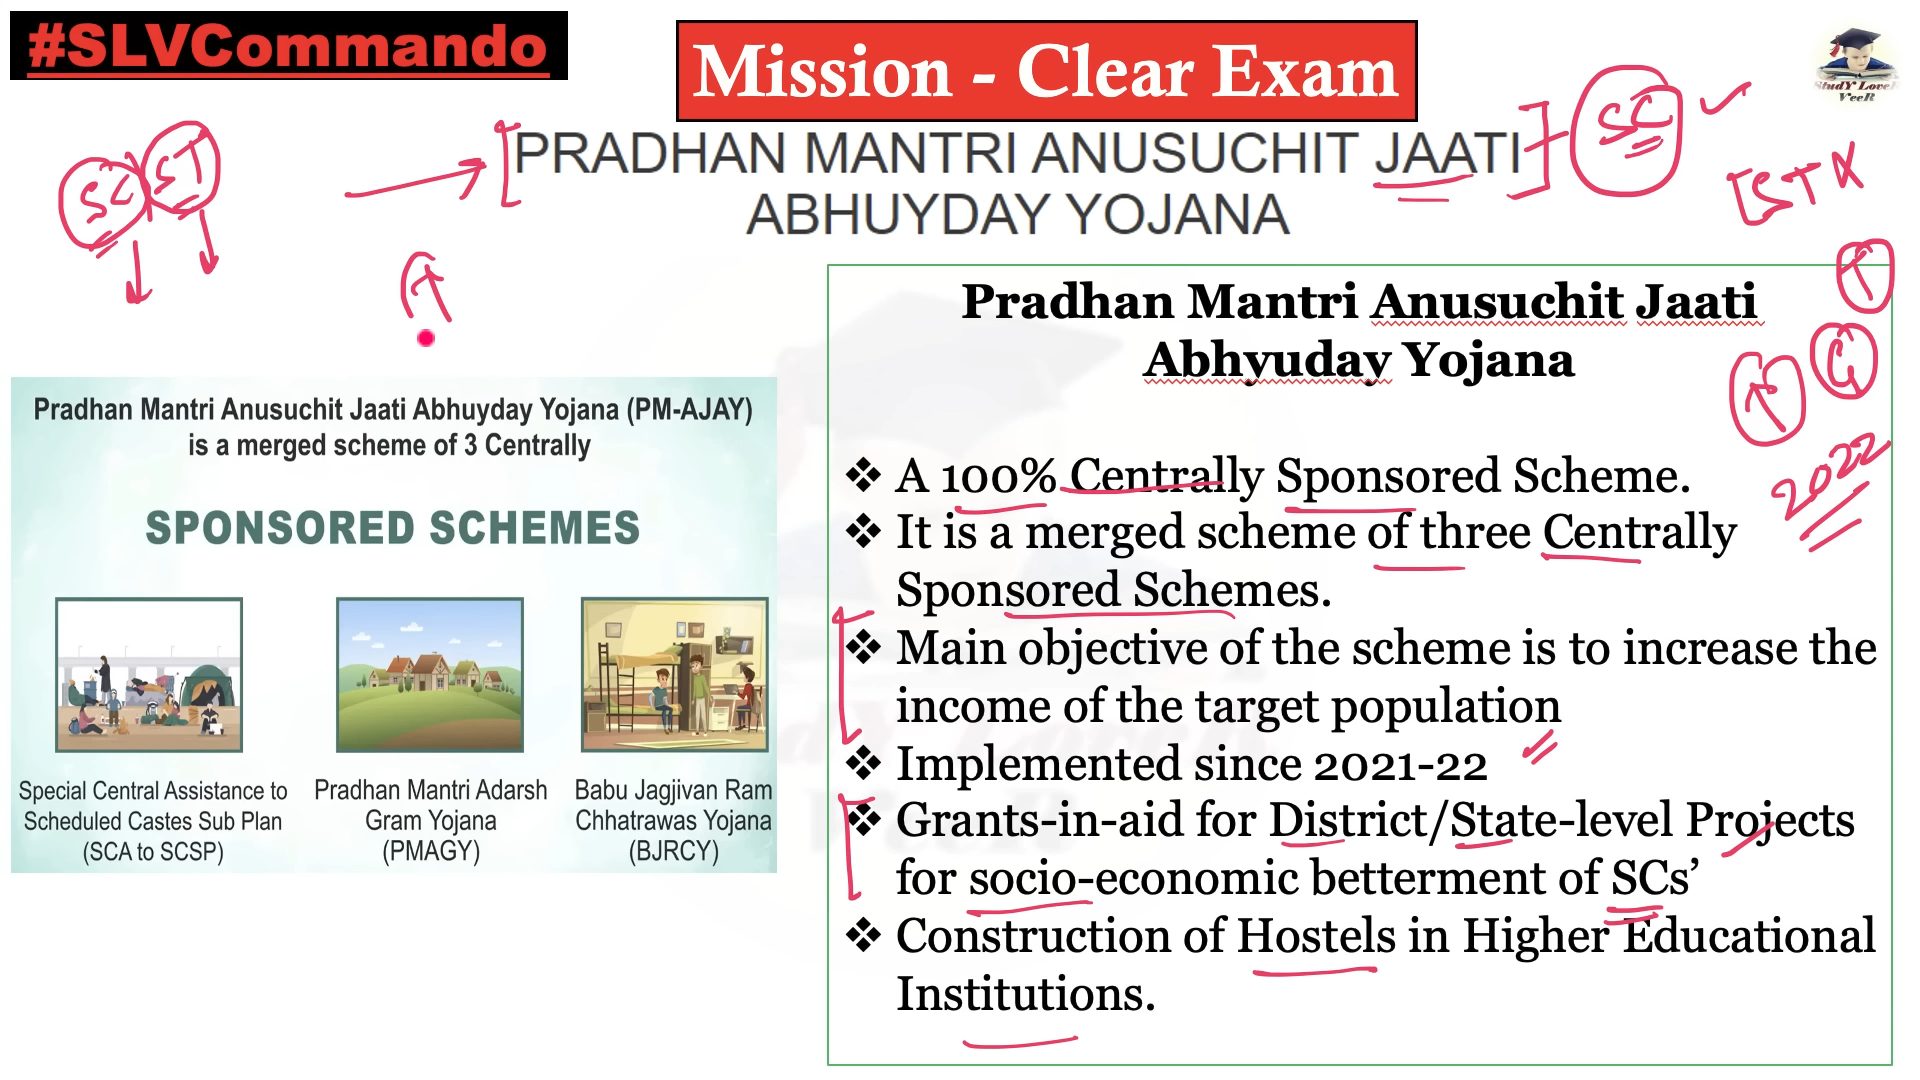 #SLVCommando
Mission - Clear Exam
StudY LoveR
VeeR
SC ST
PRADHAN MANTRI ANUSUCHIT JAATI
ABHUYDAY YOJANA
SC
ST
2022
Pradhan Mantri Anusuchit Jaati Abhuyday Yojana (PM-AJAY)
is a merged scheme of 3 Centrally
SPONSORED SCHEMES
Special Central Assistance to
Scheduled Castes Sub Plan
(SCA to SCSP)
Pradhan Mantri Adarsh
Gram Yojana
(PMAGY)
Babu Jagjivan Ram
Chhatrawas Yojana
(BJRCY)
Pradhan Mantri Anusuchit Jaati
Abhyuday Yojana
❖ A 100% Centrally Sponsored Scheme.
❖ It is a merged scheme of three Centrally
Sponsored Schemes.
❖ Main objective of the scheme is to increase the
income of the target population
❖ Implemented since 2021-22
❖ Grants-in-aid for District/State-level Projects
for socio-economic betterment of SCs’
❖ Construction of Hostels in Higher Educational
Institutions.